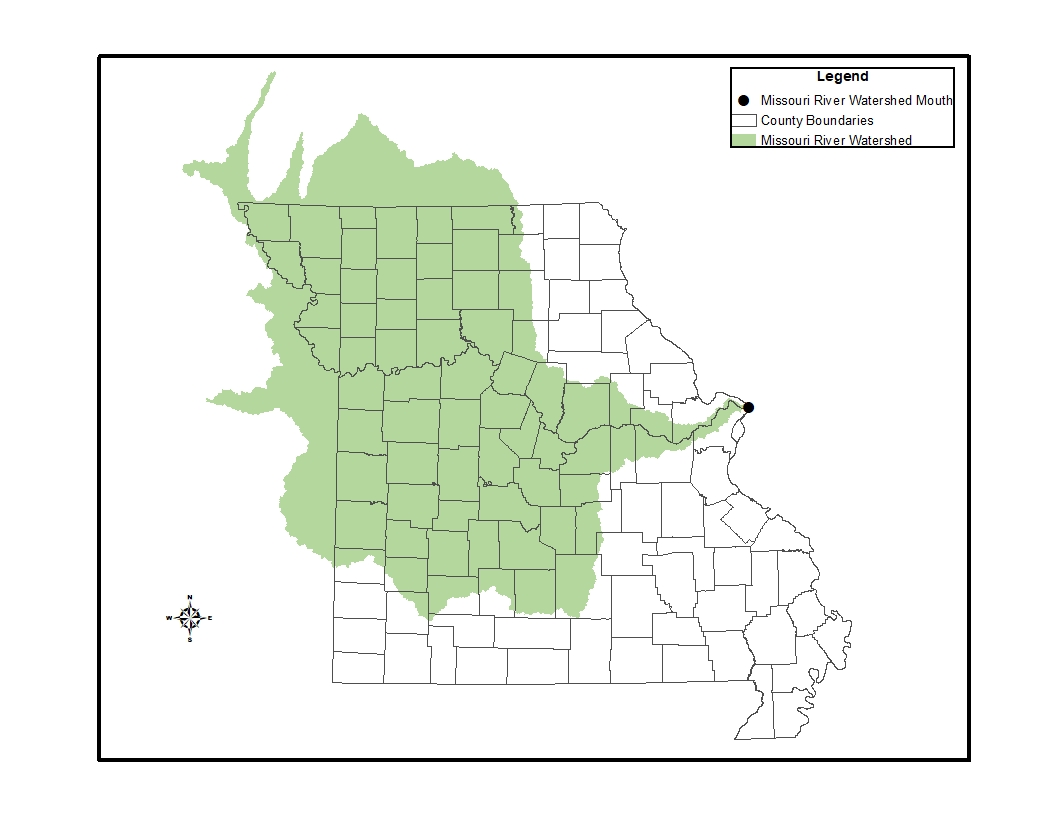 Legend
Missouri River Watershed Mouth
County Boundaries
Missouri River Watershed
N
W E
S